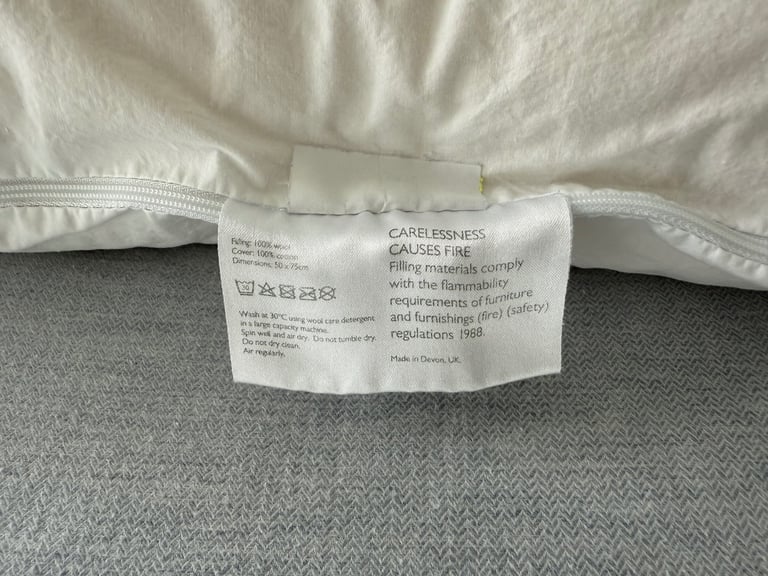 Filling: 100% wool
Cover: 100% cotton
Dimensions: 50 x 75cm
30
Wash at 30°C using wool care detergent
in a large capacity machine.
Spin well and air dry. Do not tumble dry.
Do not dry clean.
Air regularly.
CARELESSNESS
CAUSES FIRE
Filling materials comply
with the flammability
requirements of furniture
and furnishings (fire) (safety)
regulations 1988.
Made in Devon, UK.